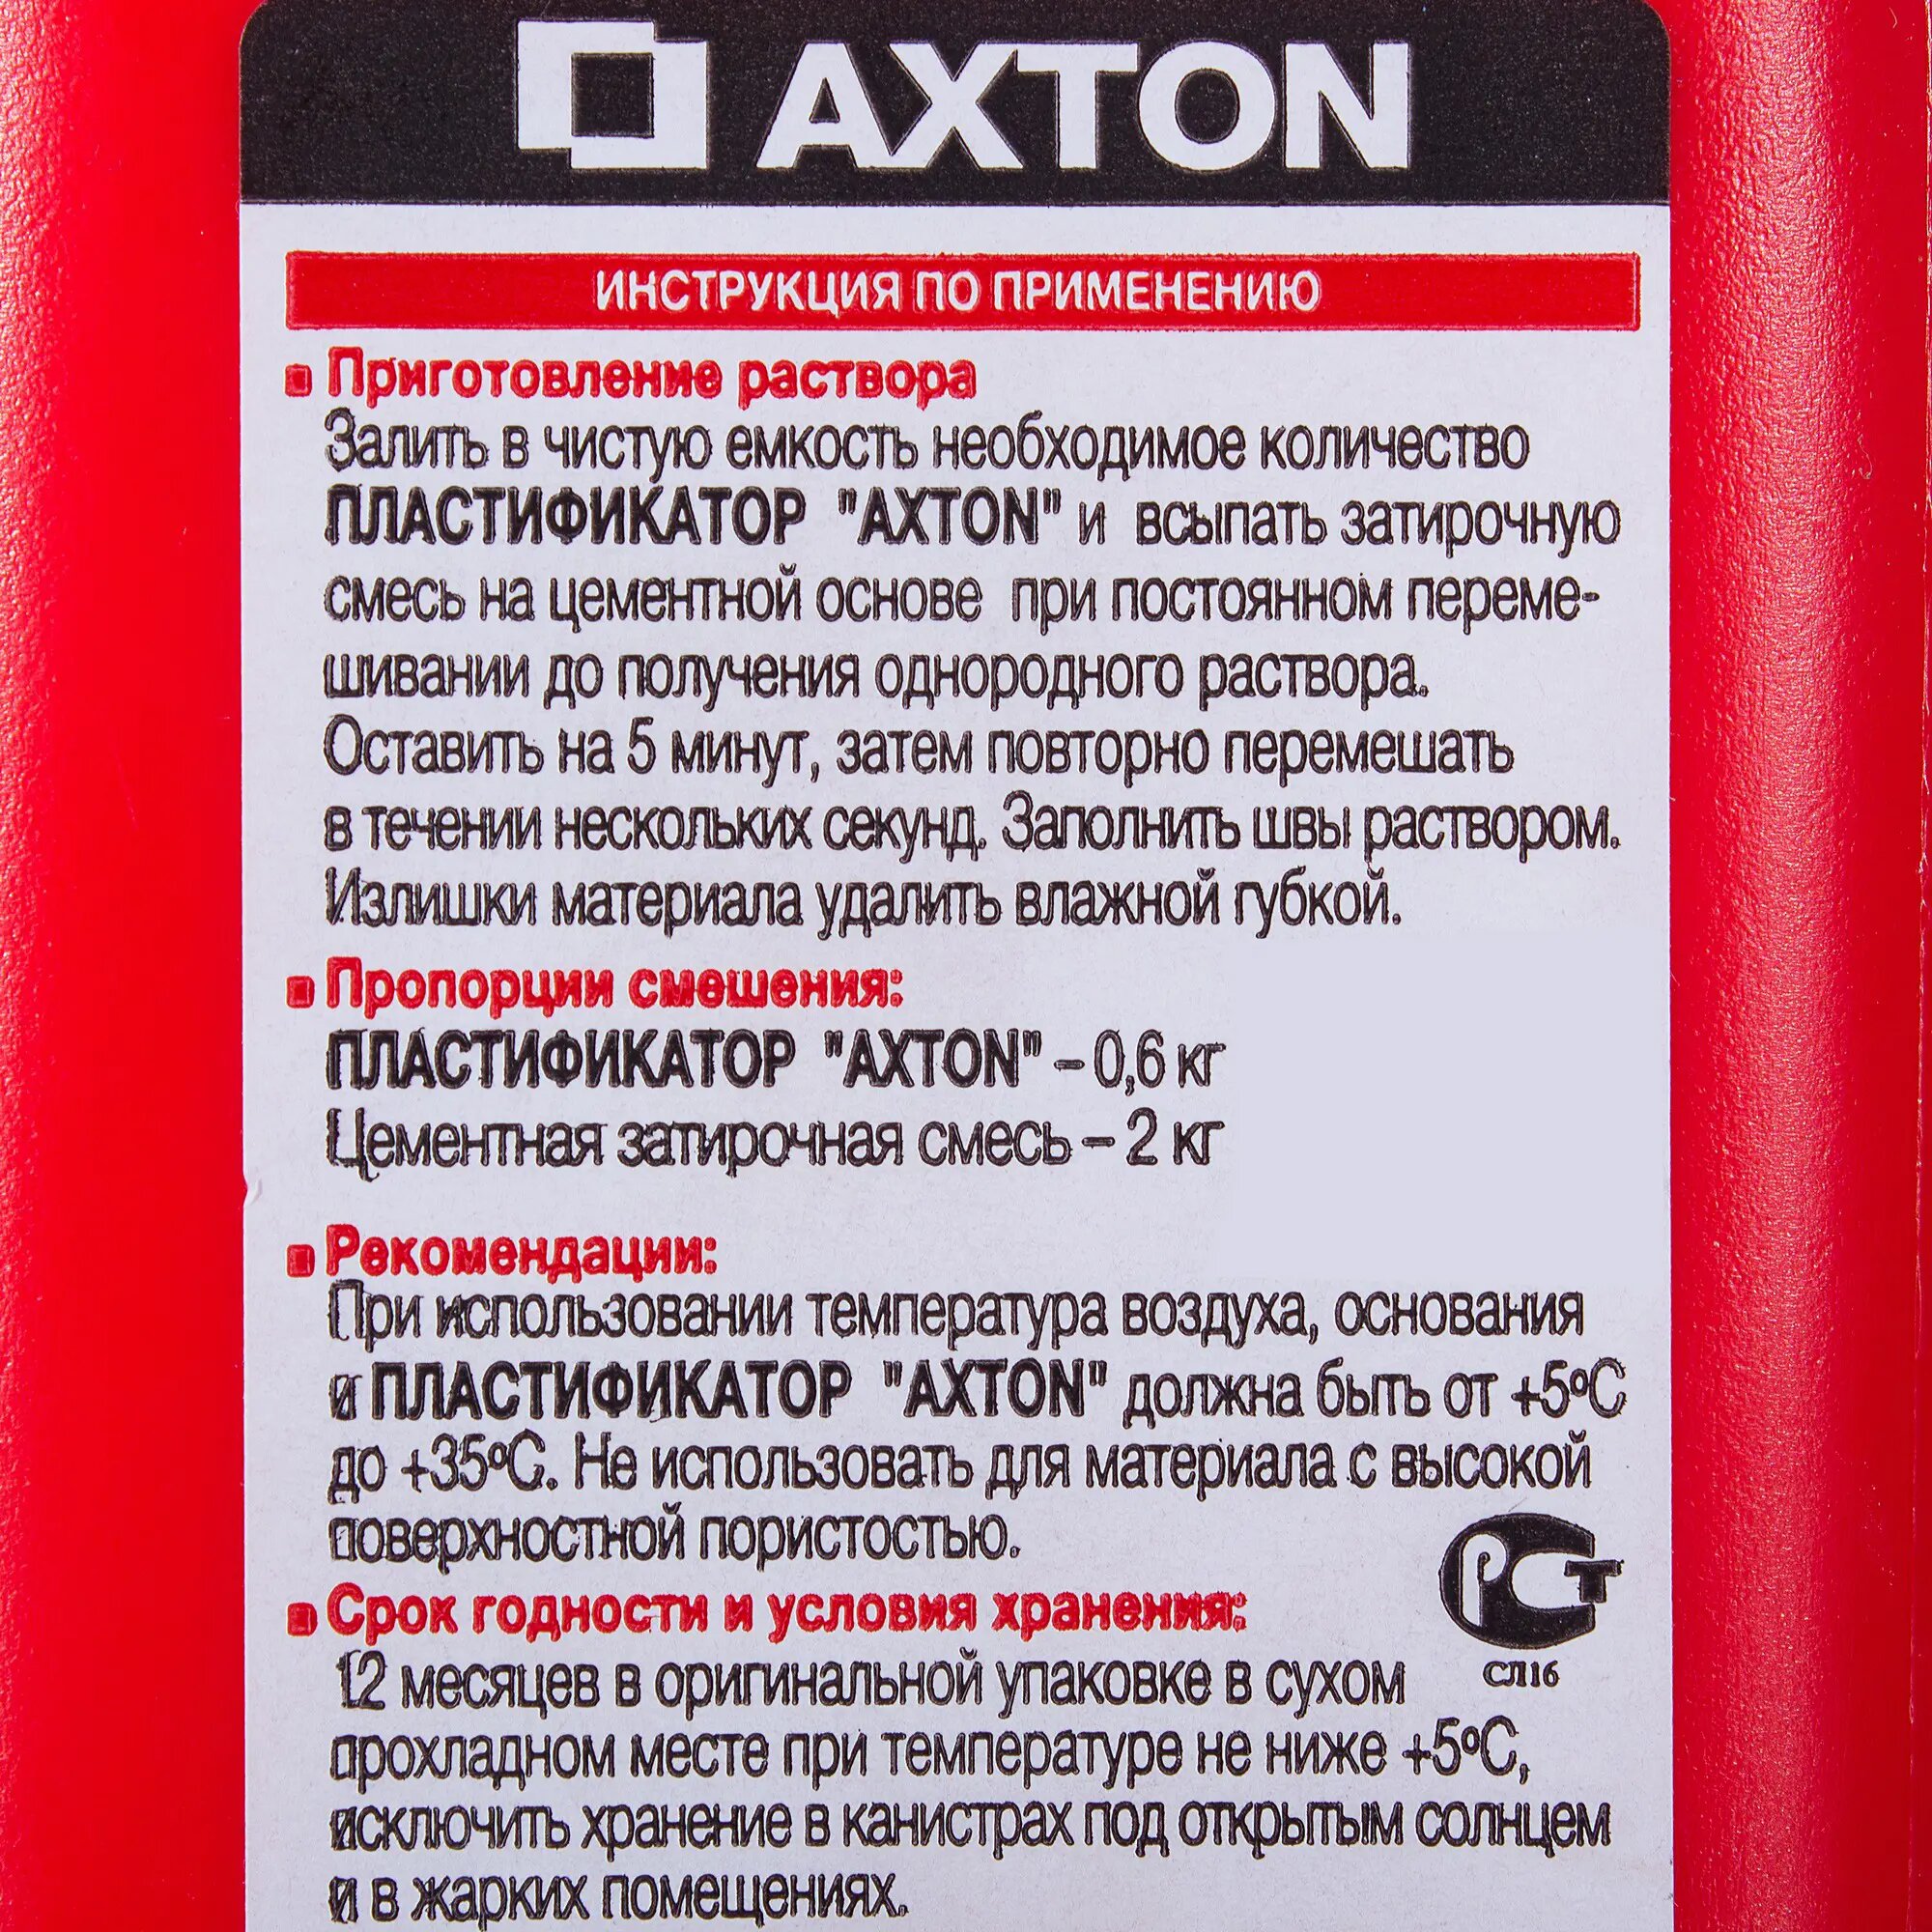 AXTON
ИНСТРУКЦИЯ ПО ПРИМЕНЕНИЮ
Приготовление раствора
Залить в чистую емкость необходимое количество
ПЛАСТИФИКАТОР "AXTON" и всыпать затирочную
смесь на цементной основе при постоянном переме-
шивании до получения однородного раствора.
Оставить на 5 минут, затем повторно перемешать
в течении нескольких секунд. Заполнить швы раствором.
Излишки материала удалить влажной губкой.
Пропорции смешения:
ПЛАСТИФИКАТОР "AXTON" – 0,6 кг
Цементная затирочная смесь – 2 кг
Рекомендации:
При использовании температура воздуха, основания
и ПЛАСТИФИКАТОР "AXTON" должна быть от +5ºС
до +35ºС. Не использовать для материала с высокой
поверхностной пористостью.
РСТ
Срок годности и условия хранения:
СЛ16
12 месяцев в оригинальной упаковке в сухом
прохладном месте при температуре не ниже +5ºС,
исключить хранение в канистрах под открытым солнцем
и в жарких помещениях.